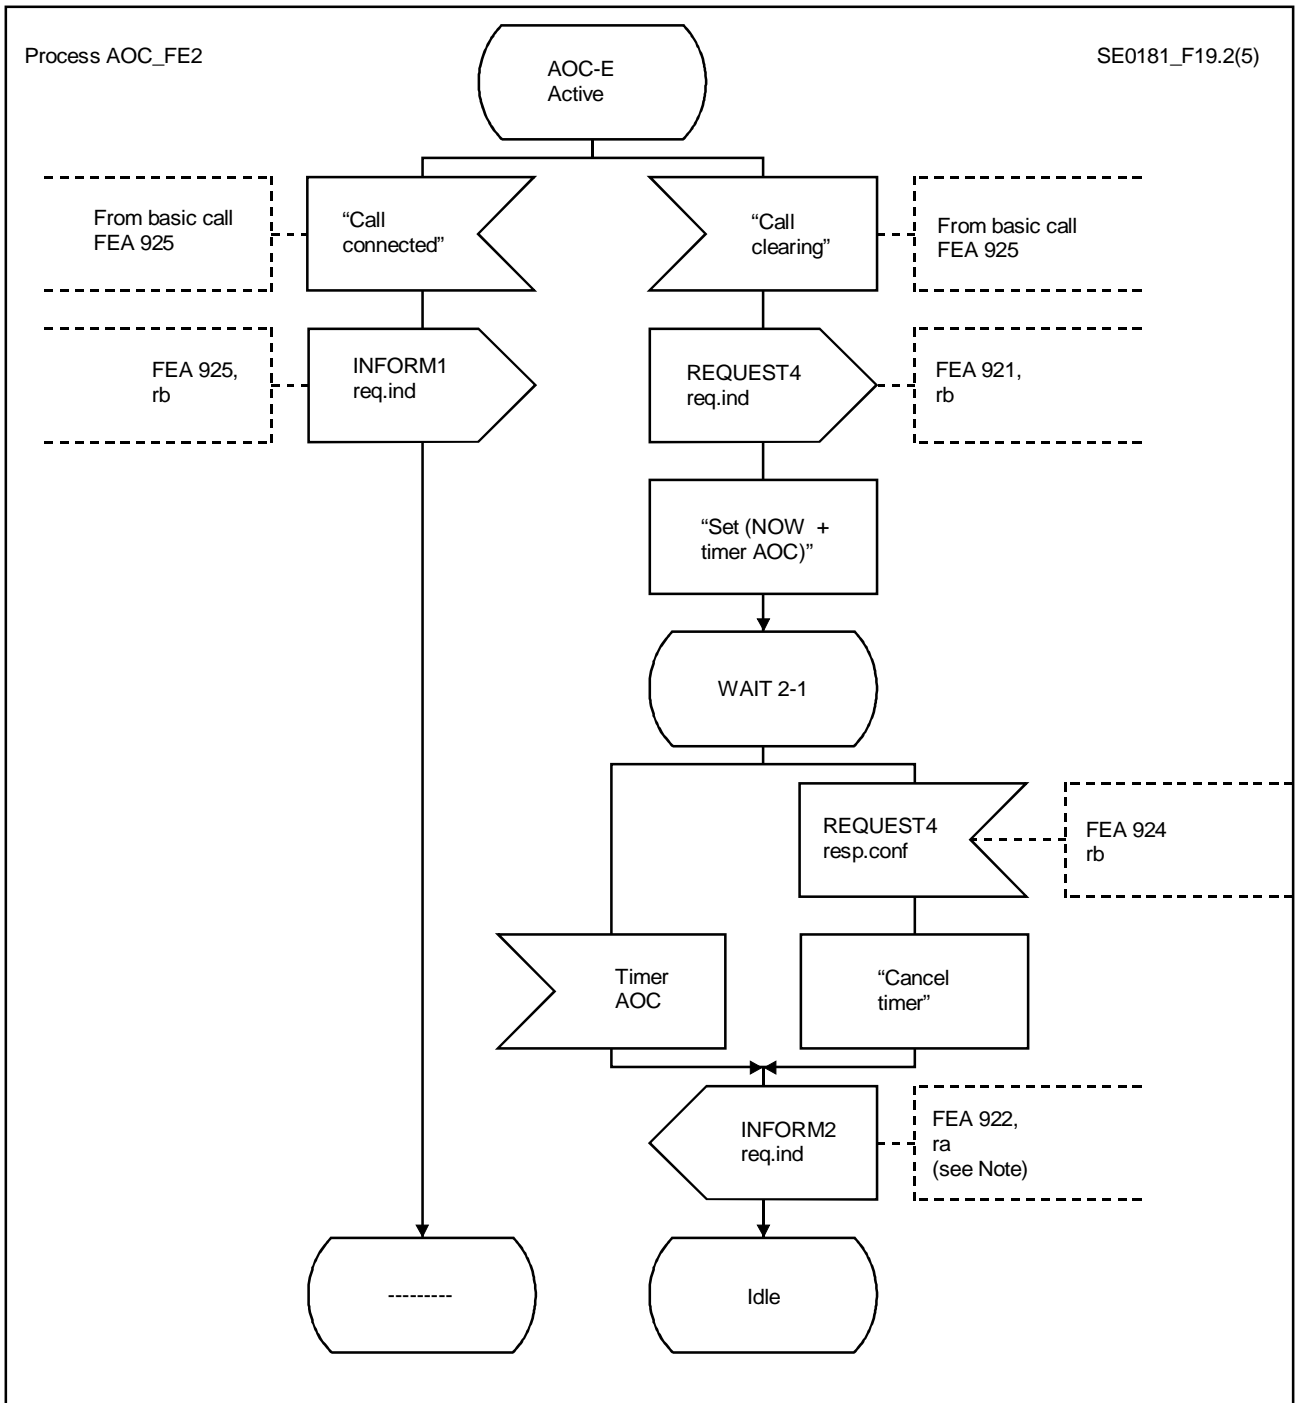 Process AOC_FE2
SE0181_F19.2(5)
AOC-E
Active
From basic call
FEA 925
“Call
connected”
“Call
clearing”
From basic call
FEA 925
FEA 925,
rb
INFORM1
req.ind
REQUEST4
req.ind
FEA 921,
rb
“Set (NOW +
timer AOC)”
WAIT 2-1
REQUEST4
resp.conf
FEA 924
rb
Timer
AOC
“Cancel
timer”
INFORM2
req.ind
FEA 922,
ra
(see Note)
---------
Idle